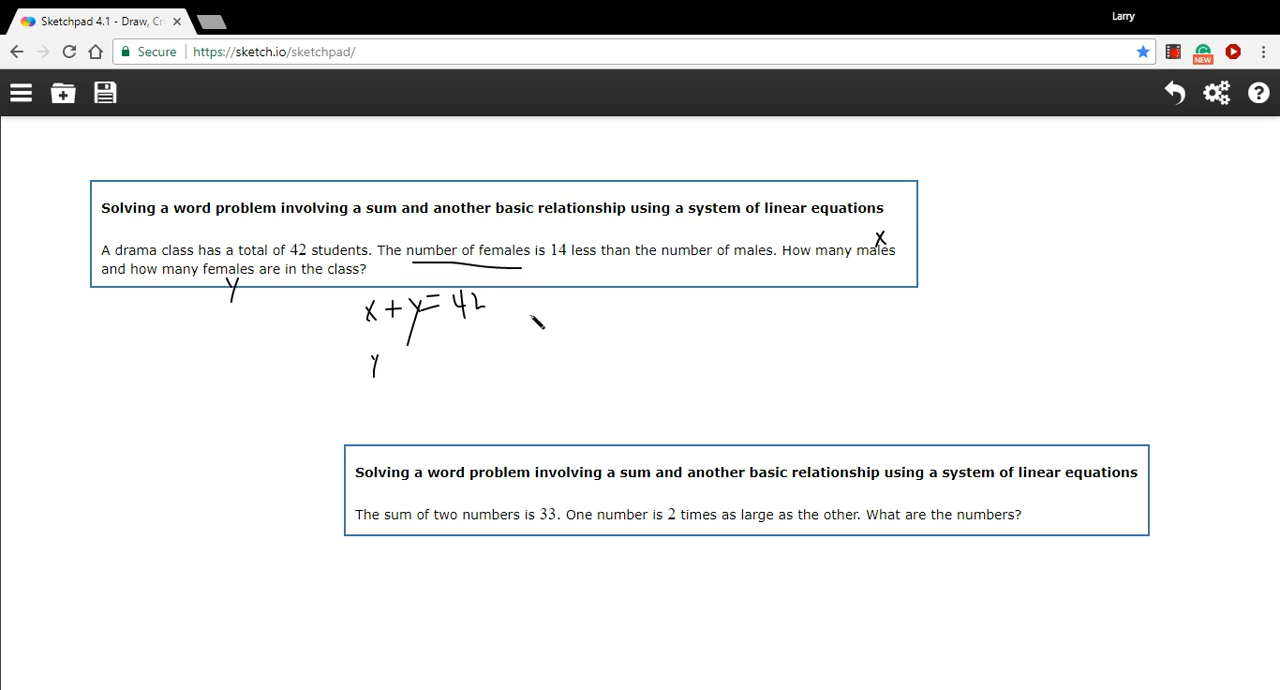 Larry
Sketchpad 4.1 - Draw, Cr
Secure https://sketch.io/sketchpad/
NEW
Solving a word problem involving a sum and another basic relationship using a system of linear equations
x
A drama class has a total of 42 students. The number of females is 14 less than the number of males. How many males
and how many females are in the class?
y
x + y = 42
y
Solving a word problem involving a sum and another basic relationship using a system of linear equations
The sum of two numbers is 33. One number is 2 times as large as the other. What are the numbers?